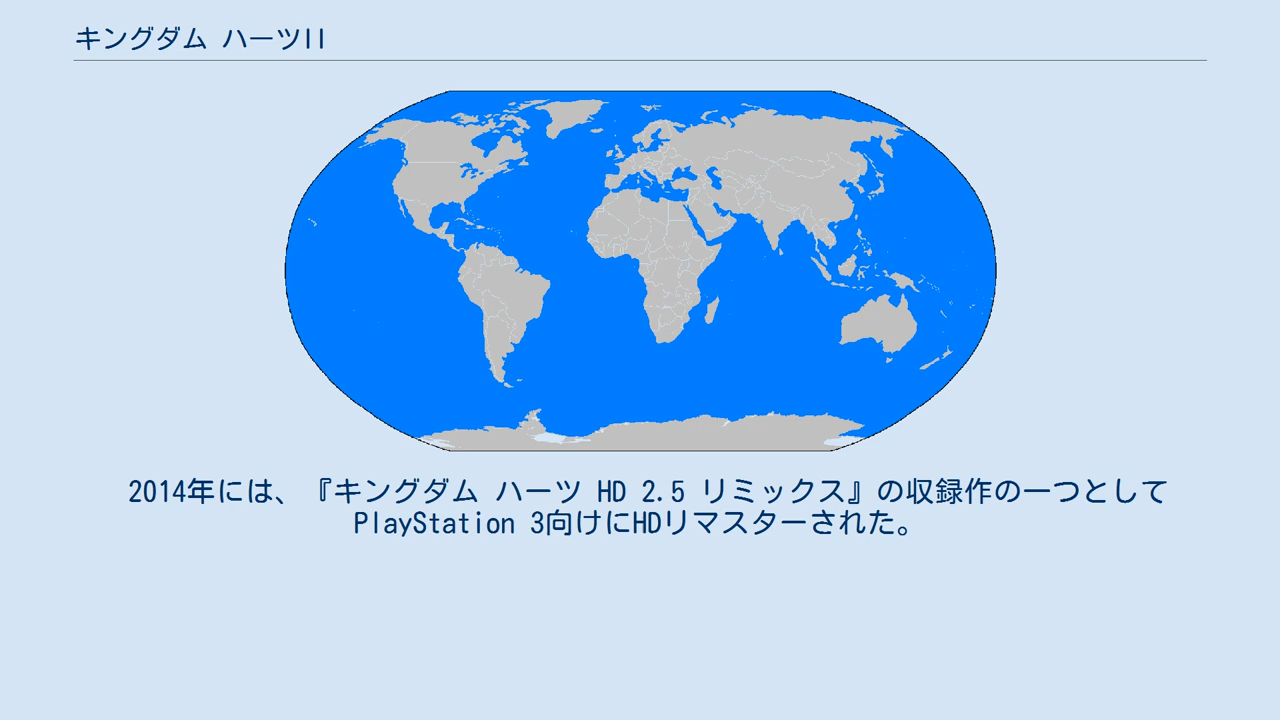 キングダム ハーツII
2014年には、『キングダム ハーツ HD 2.5 リミックス』の収録作の一つとして
PlayStation 3向けにHDリマスターされた。